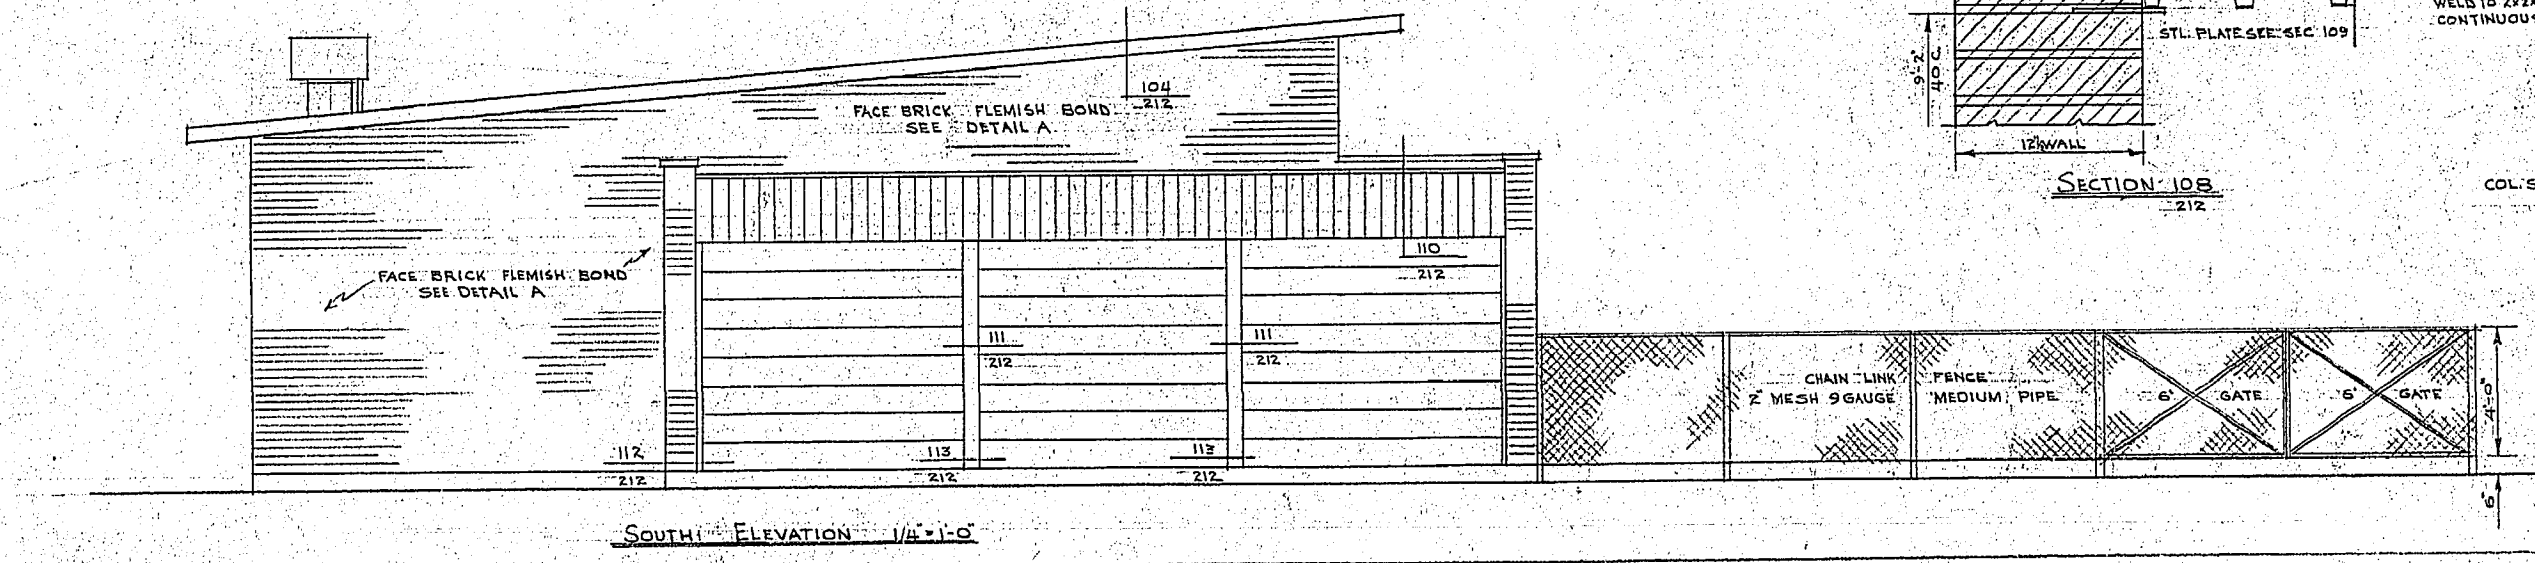 WELD TO 2X2X
CONTINUOUS
STL. PLATE SEE SEC 109
9'-2"
40 C.
12" WALL
SECTION 108
212
COL. S
104
212
FACE BRICK FLEMISH BOND
SEE DETAIL A
110
212
FACE BRICK FLEMISH BOND
SEE DETAIL A
111
212
111
212
112
212
113
212
113
212
CHAIN LINK FENCE
2" MESH 9 GAUGE MEDIUM PIPE
6' GATE
6' GATE
4'-0"
6"
SOUTH ELEVATION 1/4"=1'-0"